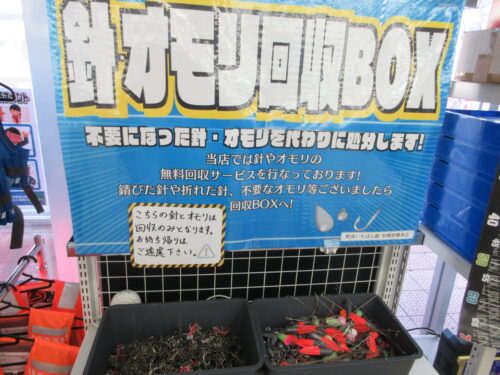 針・オモリ回収BOX
不要になった針・オモリを代わりに処分します!
当店では針やオモリの
無料回収サービスを行なっております!
錆びた針や折れた針、不要なオモリ等ございましたら
回収BOXへ!
こちらの針とオモリは
回収のみとなります。
お持ち帰りは
ご遠慮下さい。